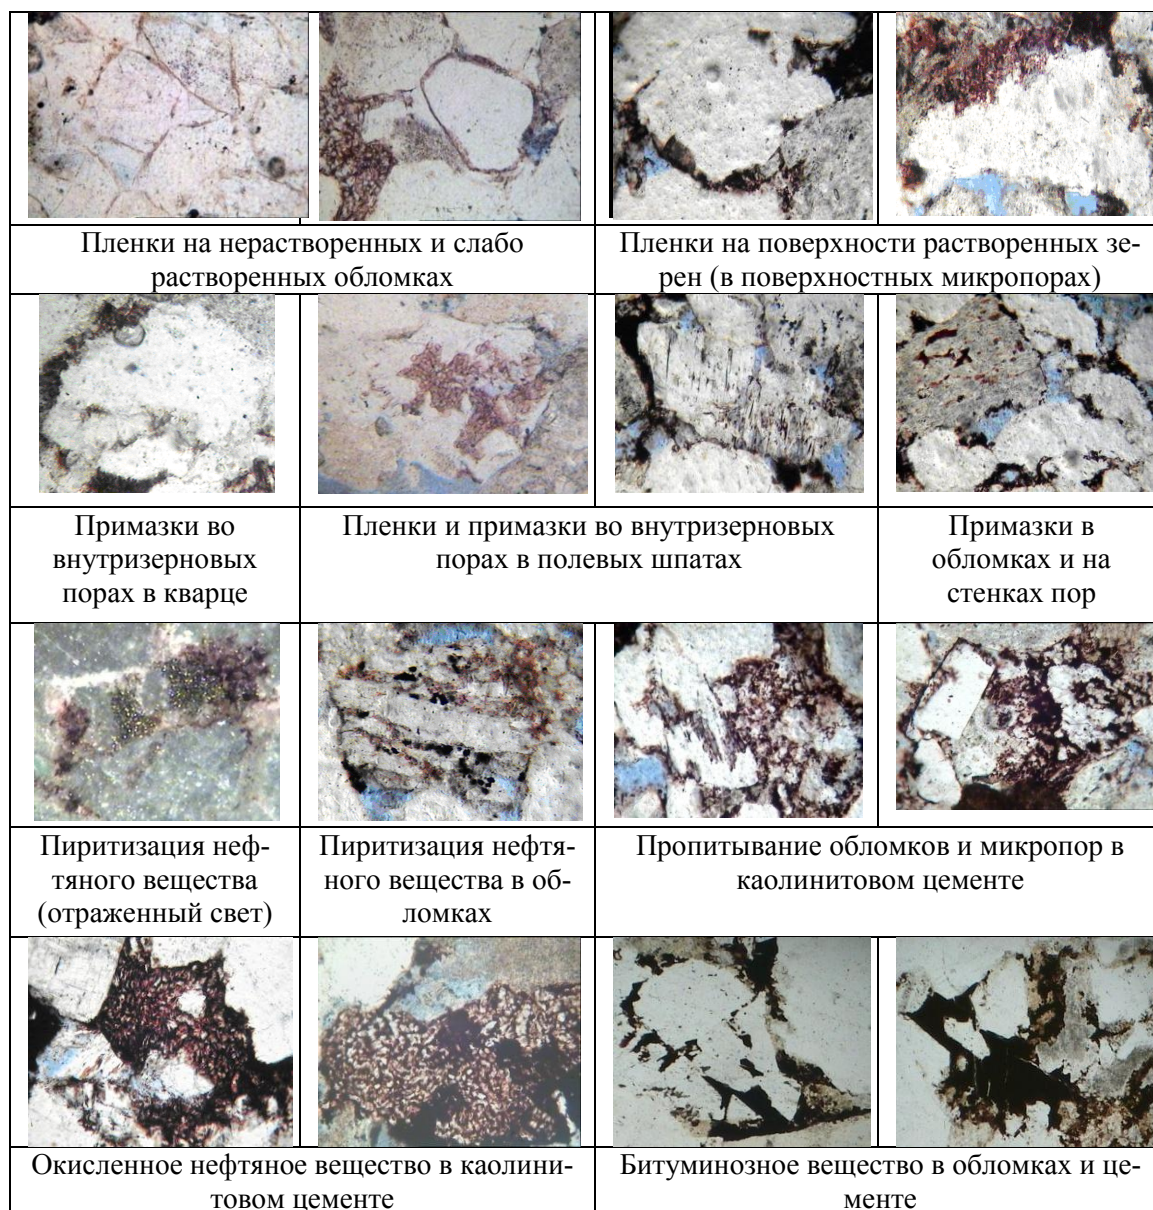 Пленки на нерастворенных и слабо
растворенных обломках
Пленки на поверхности растворенных зе-
рен (в поверхностных микропорах)
Примазки во
внутризерновых
порах в кварце
Пленки и примазки во внутризерновых
порах в полевых шпатах
Примазки в
обломках и на
стенках пор
Пиритизация неф-
тяного вещества
(отраженный свет)
Пиритизация нефтя-
ного вещества в об-
ломках
Пропитывание обломков и микропор в
каолинитовом цементе
Окисленное нефтяное вещество в каолини-
товом цементе
Битуминозное вещество в обломках и це-
менте